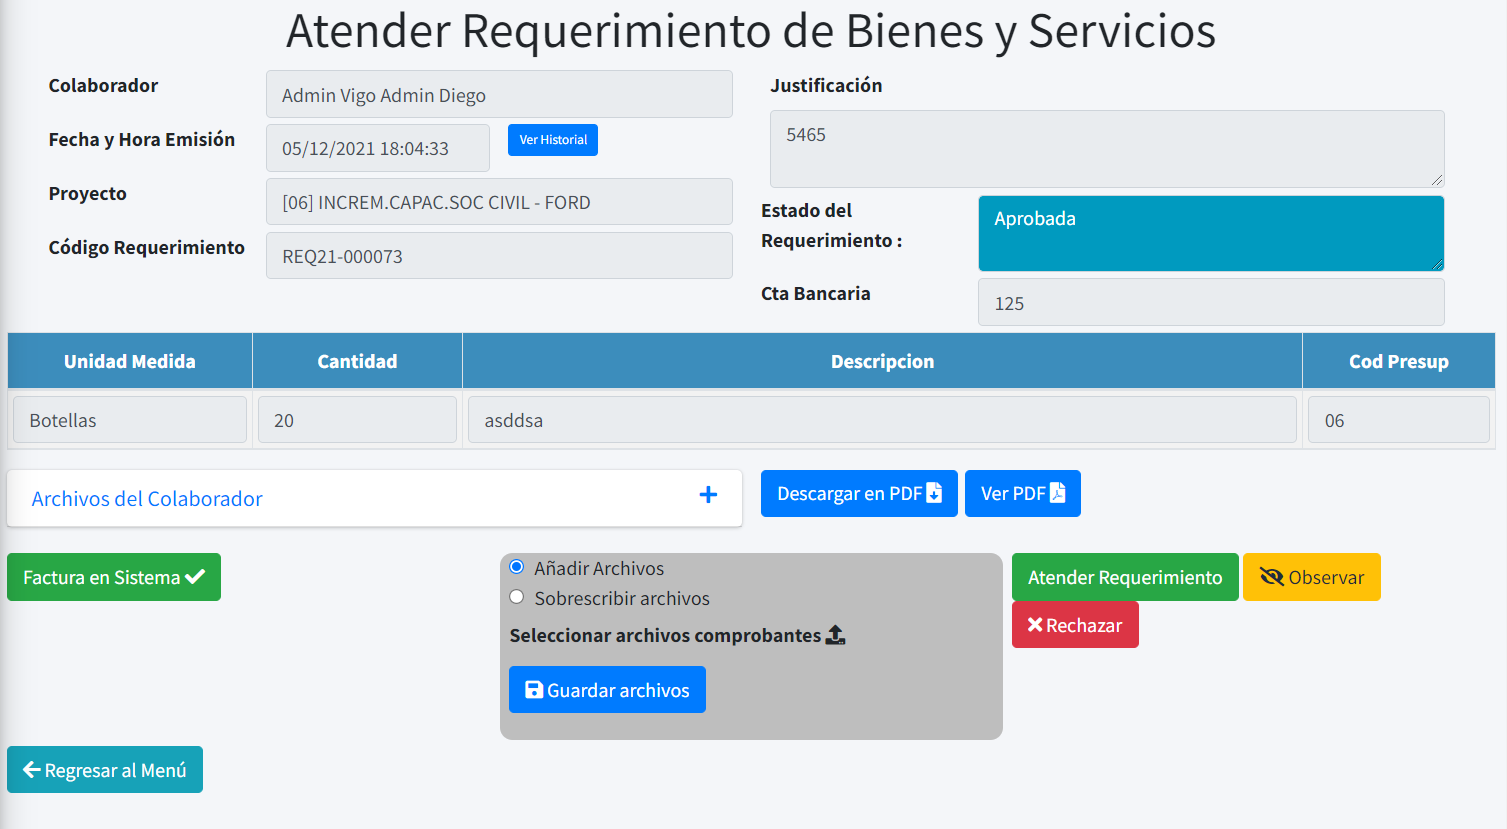 Atender Requerimiento de Bienes y Servicios
Colaborador
Admin Vigo Admin Diego
Fecha y Hora Emisión
05/12/2021 18:04:33
Ver Historial
Proyecto
[06] INCREM.CAPAC.SOC CIVIL - FORD
Código Requerimiento
REQ21-000073
Justificación
5465
Estado del
Requerimiento :
Aprobada
Cta Bancaria
125
Unidad Medida Cantidad Descripcion Cod Presup
Botellas 20 asddsa 06
Archivos del Colaborador
Descargar en PDF Ver PDF
Factura en Sistema
Añadir Archivos
Sobrescribir archivos
Seleccionar archivos comprobantes
Guardar archivos
Atender Requerimiento Observar
Rechazar
Regresar al Menú